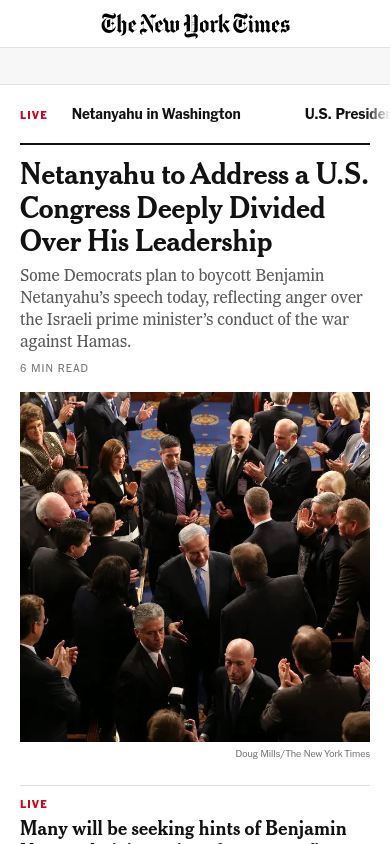 The New York Times
LIVE Netanyahu in Washington U.S.
Netanyahu to Address a U.S.
Congress Deeply Divided
Over His Leadership
Some Democrats plan to boycott Benjamin
Netanyahu’s speech today, reflecting anger over
the Israeli prime minister’s conduct of the war
against Hamas.
6 MIN READ
Doug Mills/The New York Times
LIVE
Many will be seeking hints of Benjamin